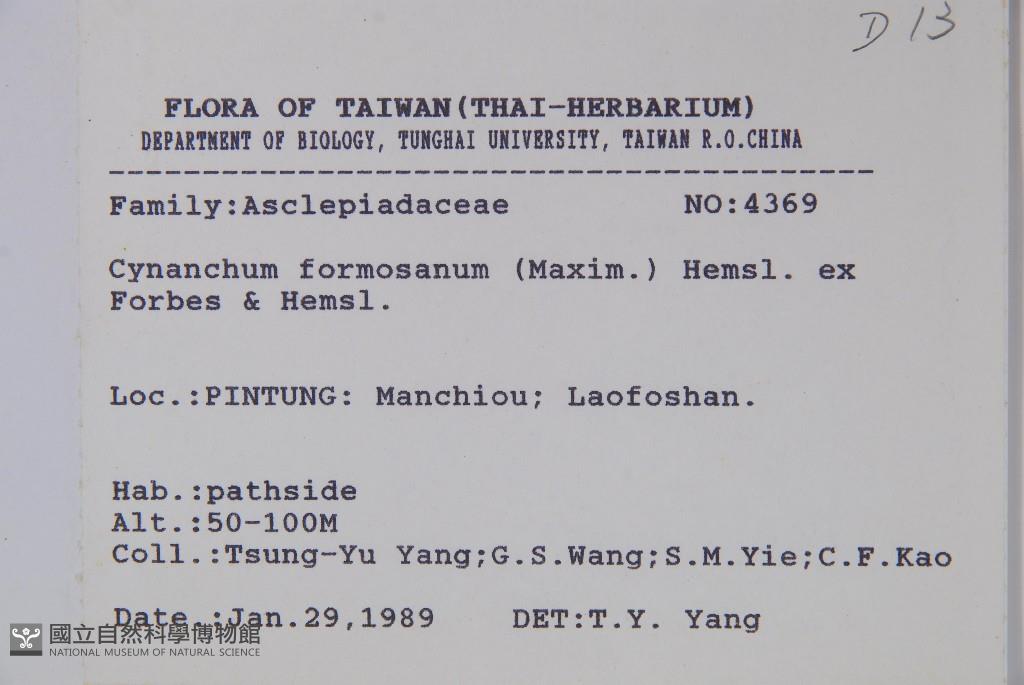 D 13
FLORA OF TAIWAN(THAI-HERBARIUM)
DEPARTMENT OF BIOLOGY, TUNGHAI UNIVERSITY, TAIWAN R.O.CHINA
Family:Asclepiadaceae NO:4369
Cynanchum formosanum (Maxim.) Hemsl. ex
Forbes & Hemsl.
Loc.:PINTUNG: Manchiou; Laofoshan.
Hab.:pathside
Alt.:50-100M
Coll.:Tsung-Yu Yang;G.S.Wang;S.M.Yie;C.F.Kao
Date.:Jan.29,1989 DET:T.Y. Yang
國立自然科學博物館
NATIONAL MUSEUM OF NATURAL SCIENCE